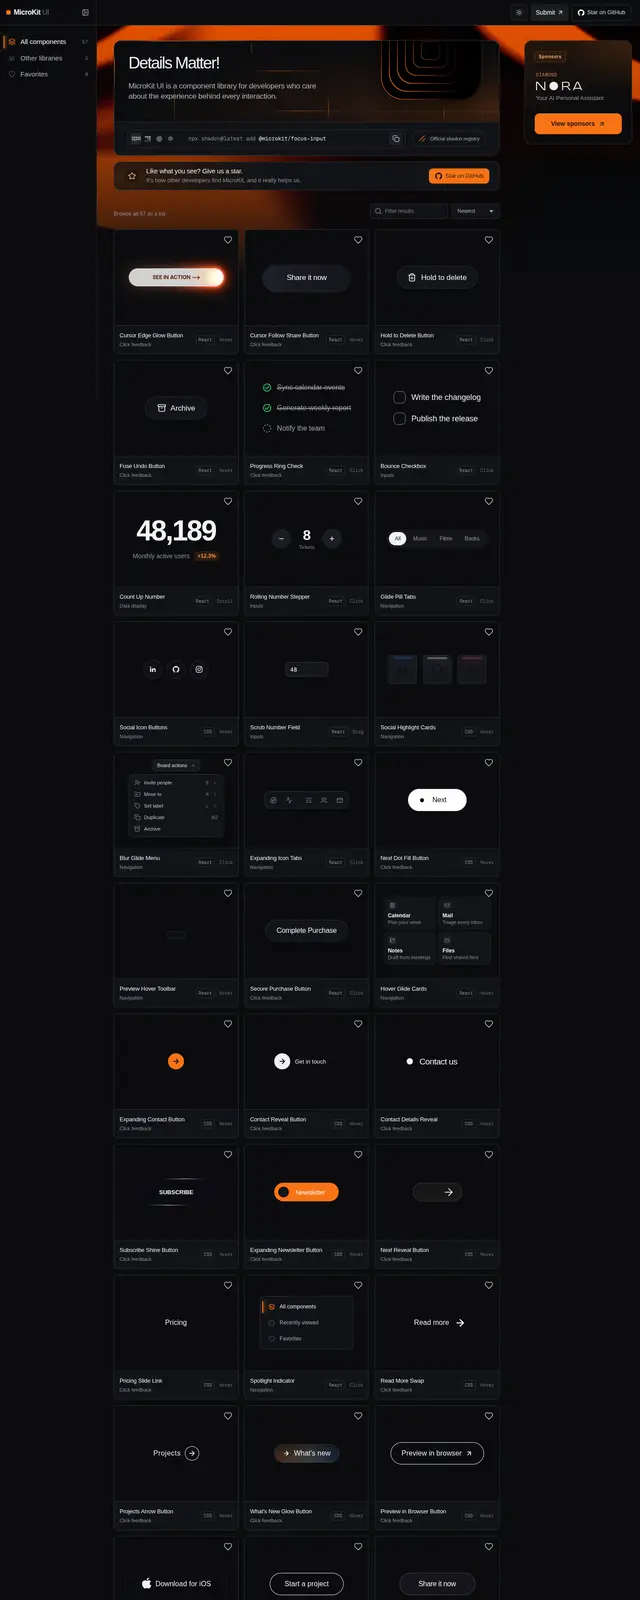 MicroKit UI
Submit
Star on GitHub
All components 57
Other libraries
Favorites
Details Matter!
MicroKit UI is a component library for developers who care
about the experience behind every interaction.
npx shadcn@latest add @microkit/focus-input
Official shadcn registry
Sponsors
DIAMOND
NORA
Your AI Personal Assistant
View sponsors
Like what you see? Give us a star.
It's how other developers find MicroKit, and it really helps us.
Star on GitHub
Browse all 57 as a list
Filter results
Newest
SEE IN ACTION
Cursor Edge Glow Button
Click feedback
React Hover
Share it now
Cursor Follow Share Button
Click feedback
React Hover
Hold to delete
Hold to Delete Button
Click feedback
React Click
Archive
Fuse Undo Button
Click feedback
React Hover
Sync calendar events
Generate weekly report
Notify the team
Progress Ring Check
Click feedback
React Click
Write the changelog
Publish the release
Bounce Checkbox
Inputs
React Click
48,189
Monthly active users +12.3%
Count Up Number
Data display
React Scroll
8
Tickets
Rolling Number Stepper
Inputs
React Click
All Music Films Books
Glide Pill Tabs
Navigation
React Click
Social Icon Buttons
Navigation
CSS Hover
48
Scrub Number Field
Inputs
React Drag
Social Highlight Cards
Navigation
CSS Hover
Board actions
Invite people
Move to
Set label
Duplicate
Archive
Blur Glide Menu
Navigation
React Click
Expanding Icon Tabs
Navigation
React Click
Next
Next Dot Fill Button
Click feedback
CSS Hover
Preview Hover Toolbar
Navigation
React Hover
Complete Purchase
Secure Purchase Button
Click feedback
React Click
Calendar
Plan your week
Mail
Triage every inbox
Notes
Draft from meetings
Files
Find shared files
Hover Glide Cards
Navigation
React Hover
Expanding Contact Button
Click feedback
CSS Hover
Get in touch
Contact Reveal Button
Click feedback
CSS Hover
Contact us
Contact Details Reveal
Click feedback
CSS Hover
SUBSCRIBE
Subscribe Shine Button
Click feedback
CSS Hover
Newsletter
Expanding Newsletter Button
Click feedback
CSS Hover
Next Reveal Button
Click feedback
CSS Hover
Pricing
Pricing Slide Link
Click feedback
CSS Hover
All components
Recently viewed
Favorites
Spotlight Indicator
Navigation
React Click
Read more
Read More Swap
Click feedback
CSS Hover
Projects
Projects Arrow Button
Click feedback
CSS Hover
What's new
What's New Glow Button
Click feedback
CSS Hover
Preview in browser
Preview in Browser Button
Click feedback
CSS Hover
Download for iOS
Start a project
Share it now